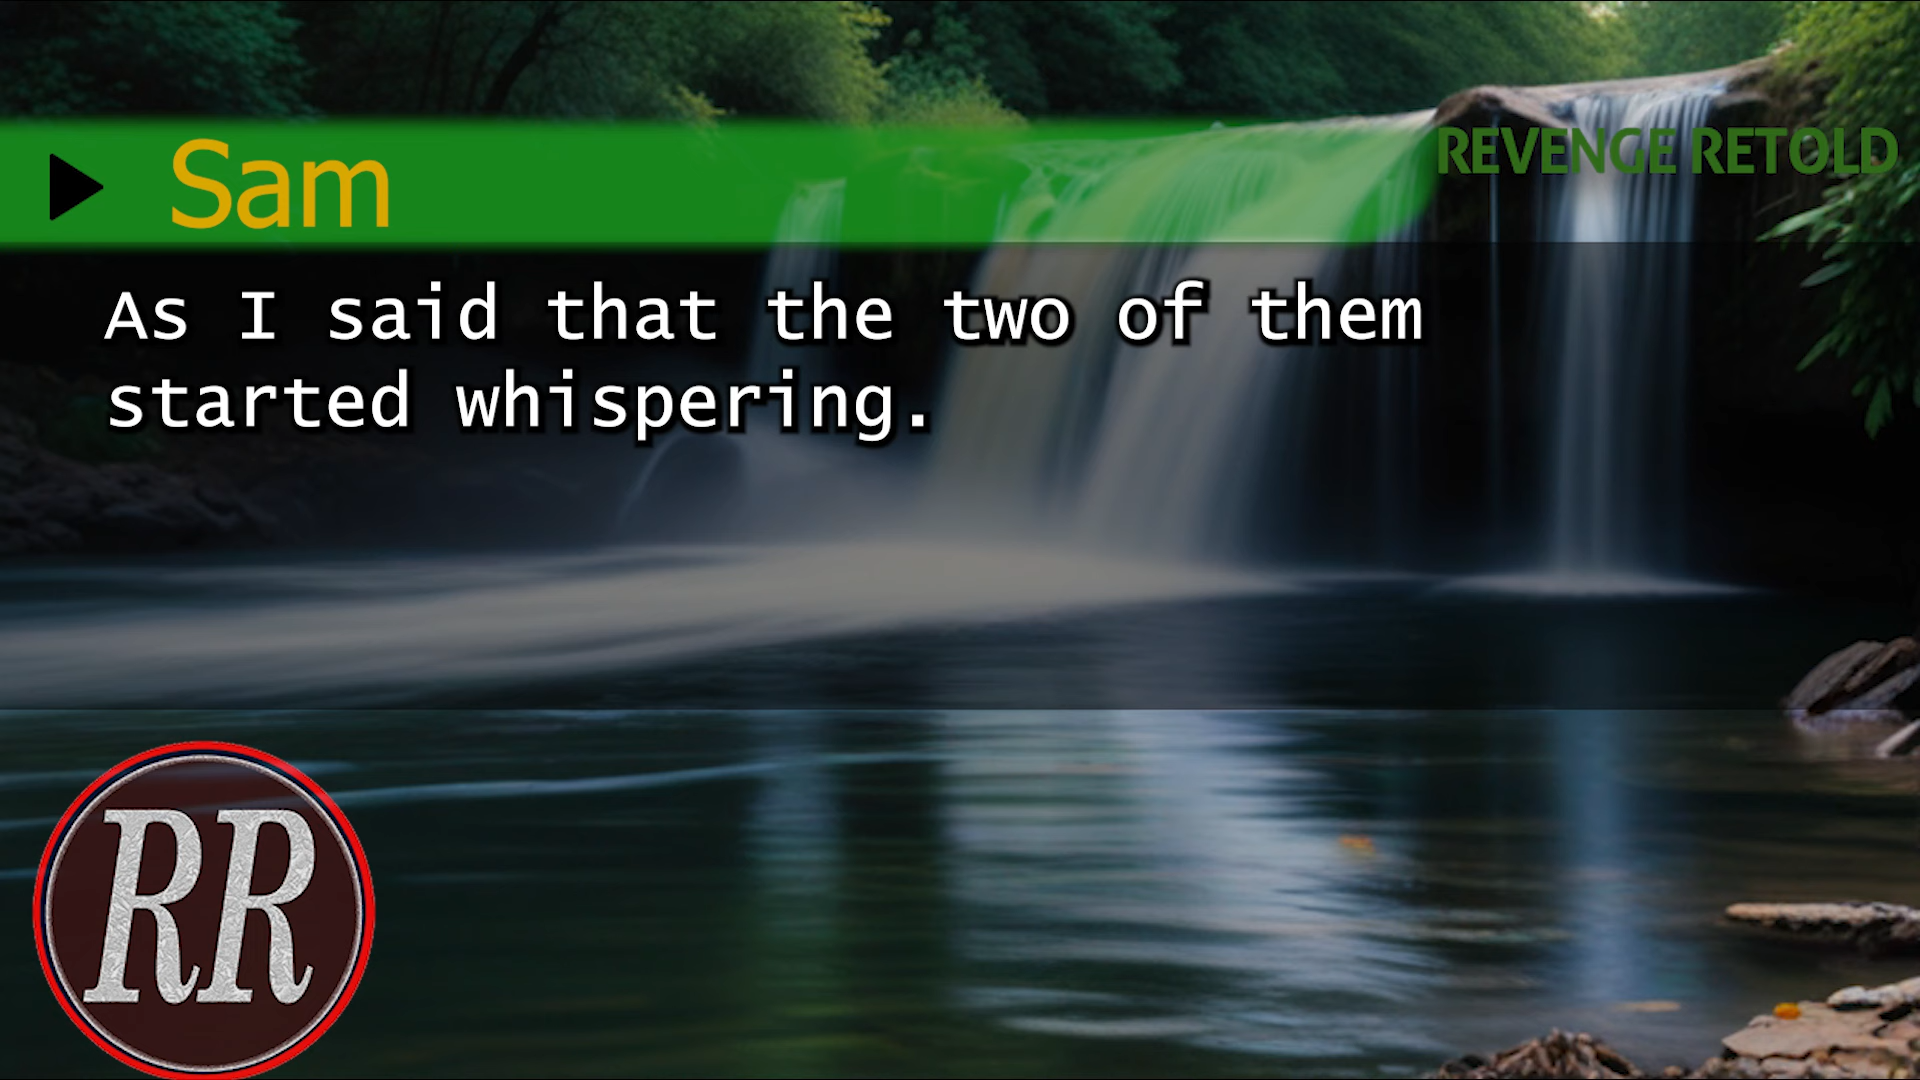 Sam
REVENGE RETOLD
As I said that the two of them
started whispering.
RR